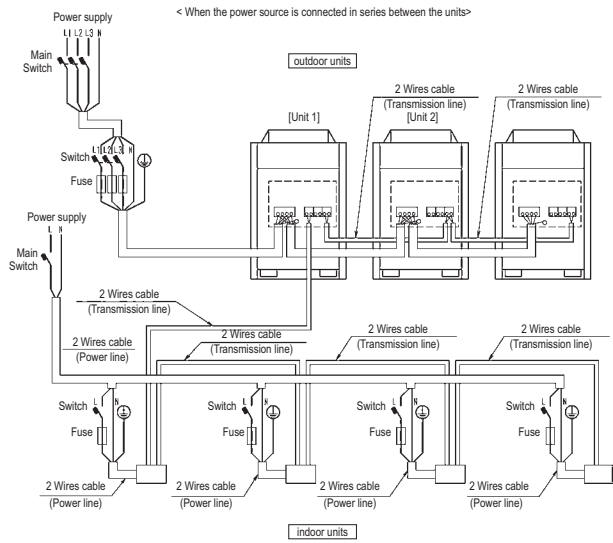 < When the power source is connected in series between the units>
Power supply
L1 L2 L3 N
Main
Switch
outdoor units
2 Wires cable
(Transmission line)
2 Wires cable
(Transmission line)
[Unit 1]
[Unit 2]
L1 L2 L3 N
Switch
Fuse
Power supply
L N
Main
Switch
2 Wires cable
(Transmission line)
2 Wires cable
(Power line)
2 Wires cable
(Transmission line)
2 Wires cable
(Transmission line)
2 Wires cable
(Transmission line)
L N
Switch
Fuse
L N
Switch
Fuse
L N
Switch
Fuse
L N
Switch
Fuse
2 Wires cable
(Power line)
2 Wires cable
(Power line)
2 Wires cable
(Power line)
2 Wires cable
(Power line)
indoor units